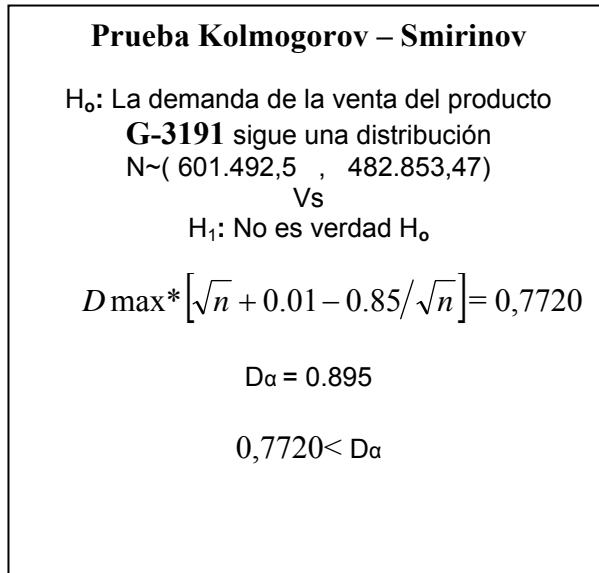 Prueba Kolmogorov – Smirinov
Ho: La demanda de la venta del producto
G-3191 sigue una distribución
N~( 601.492,5 , 482.853,47)
Vs
H1: No es verdad Ho
D max*[√n + 0.01 − 0.85/√n]= 0,7720
Dα = 0.895
0,7720< Dα